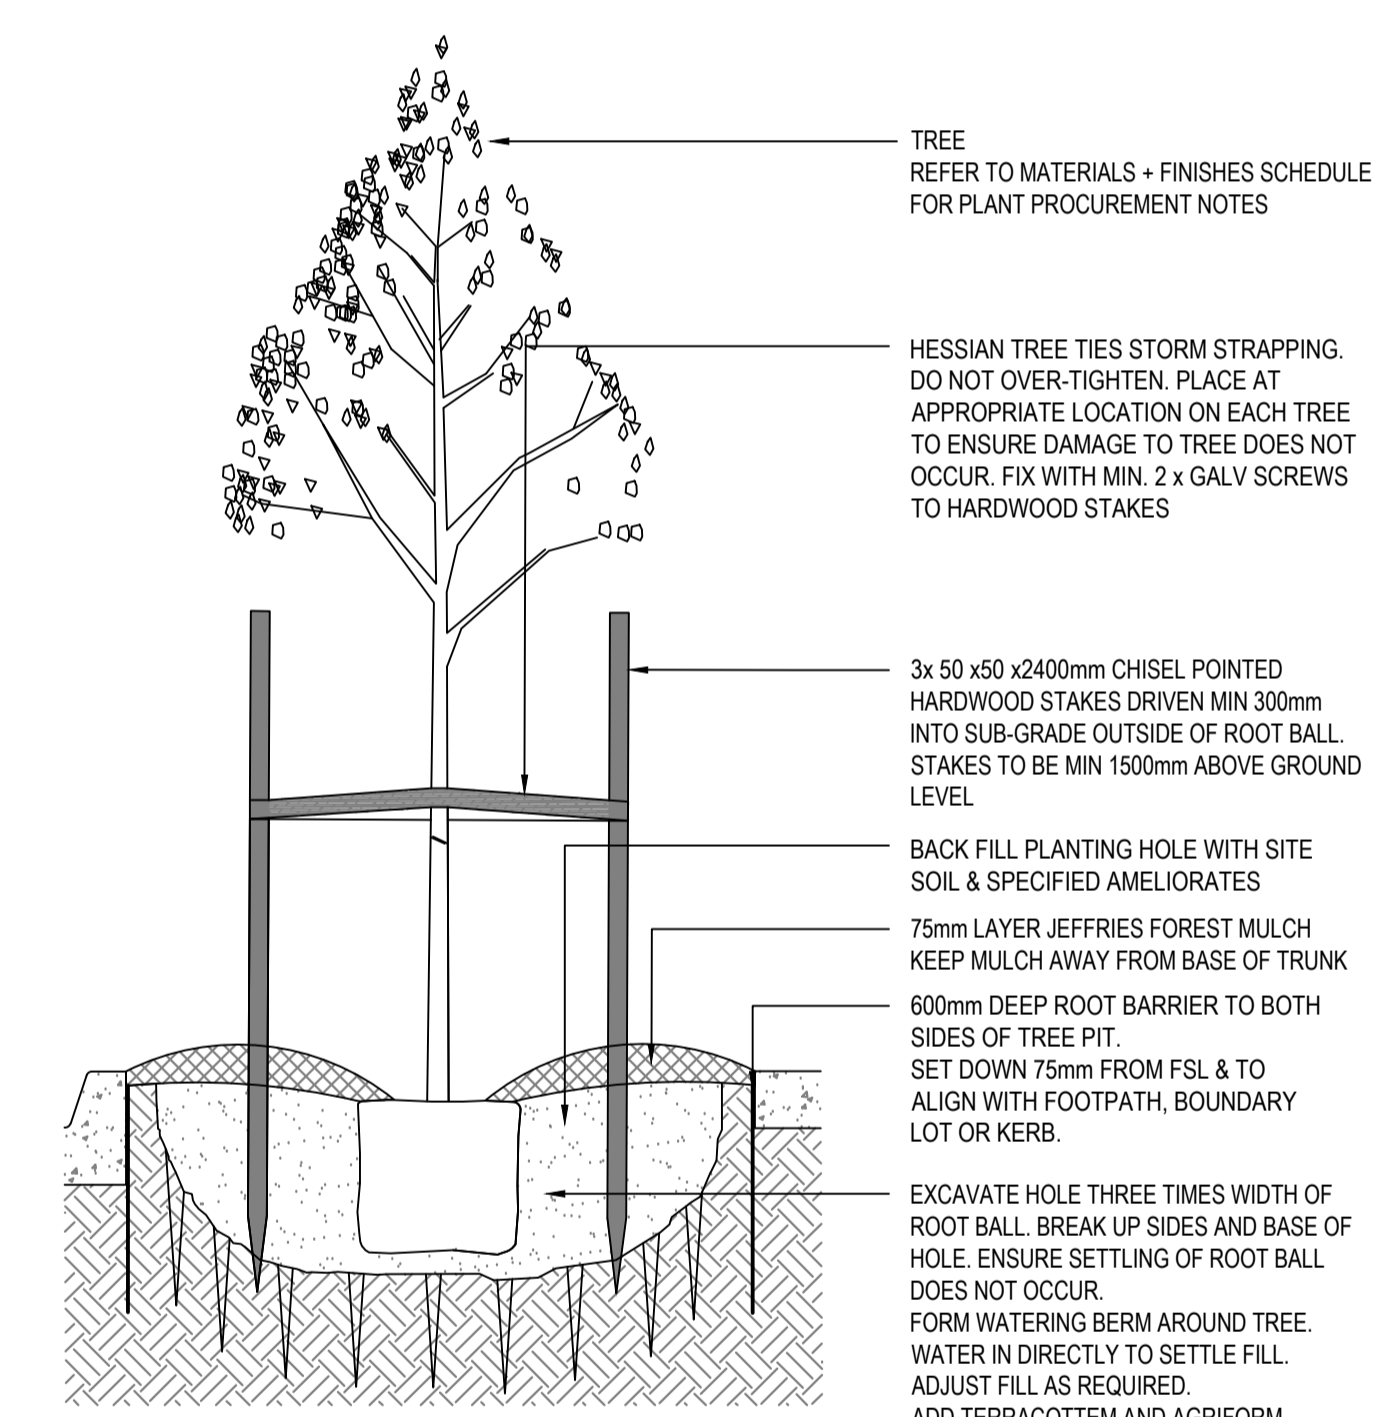 TREE
REFER TO MATERIALS + FINISHES SCHEDULE
FOR PLANT PROCUREMENT NOTES
HESSIAN TREE TIES STORM STRAPPING.
DO NOT OVER-TIGHTEN. PLACE AT
APPROPRIATE LOCATION ON EACH TREE
TO ENSURE DAMAGE TO TREE DOES NOT
OCCUR. FIX WITH MIN. 2 x GALV SCREWS
TO HARDWOOD STAKES
3x 50 x50 x2400mm CHISEL POINTED
HARDWOOD STAKES DRIVEN MIN 300mm
INTO SUB-GRADE OUTSIDE OF ROOT BALL.
STAKES TO BE MIN 1500mm ABOVE GROUND
LEVEL
BACK FILL PLANTING HOLE WITH SITE
SOIL & SPECIFIED AMELIORATES
75mm LAYER JEFFRIES FOREST MULCH
KEEP MULCH AWAY FROM BASE OF TRUNK
600mm DEEP ROOT BARRIER TO BOTH
SIDES OF TREE PIT.
SET DOWN 75mm FROM FSL & TO
ALIGN WITH FOOTPATH, BOUNDARY
LOT OR KERB.
EXCAVATE HOLE THREE TIMES WIDTH OF
ROOT BALL. BREAK UP SIDES AND BASE OF
HOLE. ENSURE SETTLING OF ROOT BALL
DOES NOT OCCUR.
FORM WATERING BERM AROUND TREE.
WATER IN DIRECTLY TO SETTLE FILL.
ADJUST FILL AS REQUIRED.
ADD TERRACOTTEM AND AGRIFORM